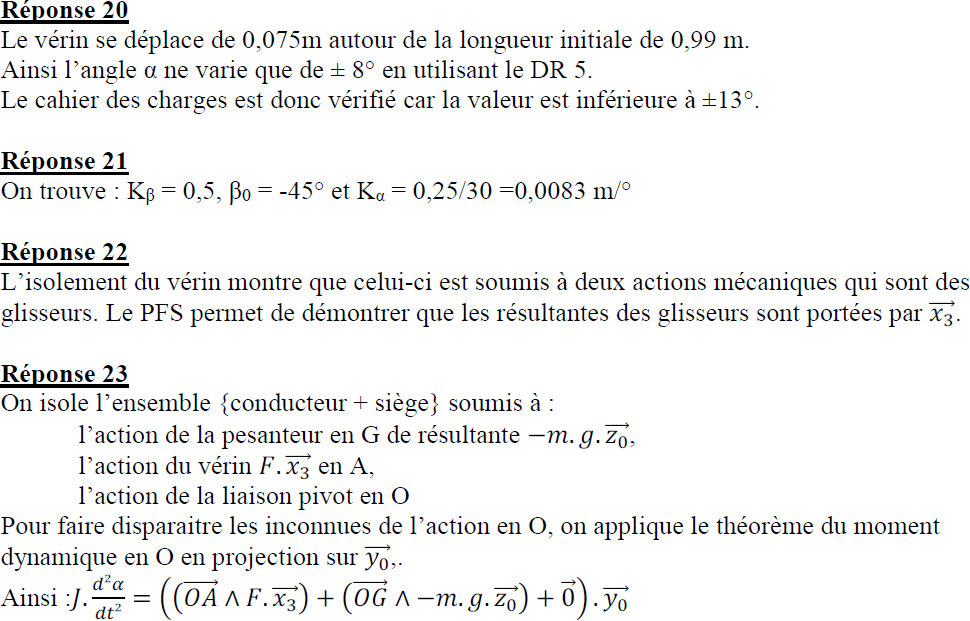 Réponse 20
Le vérin se déplace de 0,075m autour de la longueur initiale de 0,99 m.
Ainsi l’angle α ne varie que de ± 8° en utilisant le DR 5.
Le cahier des charges est donc vérifié car la valeur est inférieure à ±13°.
Réponse 21
On trouve : Kβ = 0,5, β0 = -45° et Kα = 0,25/30 =0,0083 m/°
Réponse 22
L’isolement du vérin montre que celui-ci est soumis à deux actions mécaniques qui sont des
glisseurs. Le PFS permet de démontrer que les résultantes des glisseurs sont portées par $\overrightarrow{x_3}$.
Réponse 23
On isole l’ensemble {conducteur + siège} soumis à :
l’action de la pesanteur en G de résultante $-m.g.\overrightarrow{z_0}$,
l’action du vérin $F.\overrightarrow{x_3}$ en A,
l’action de la liaison pivot en O
Pour faire disparaitre les inconnues de l’action en O, on applique le théorème du moment
dynamique en O en projection sur $\overrightarrow{y_0}$,.
Ainsi :$J.\frac{d^2\alpha}{dt^2} = \left(\left(\overrightarrow{OA} \wedge F.\overrightarrow{x_3}\right) + \left(\overrightarrow{OG} \wedge -m.g.\overrightarrow{z_0}\right) + \vec{0}\right).\overrightarrow{y_0}$